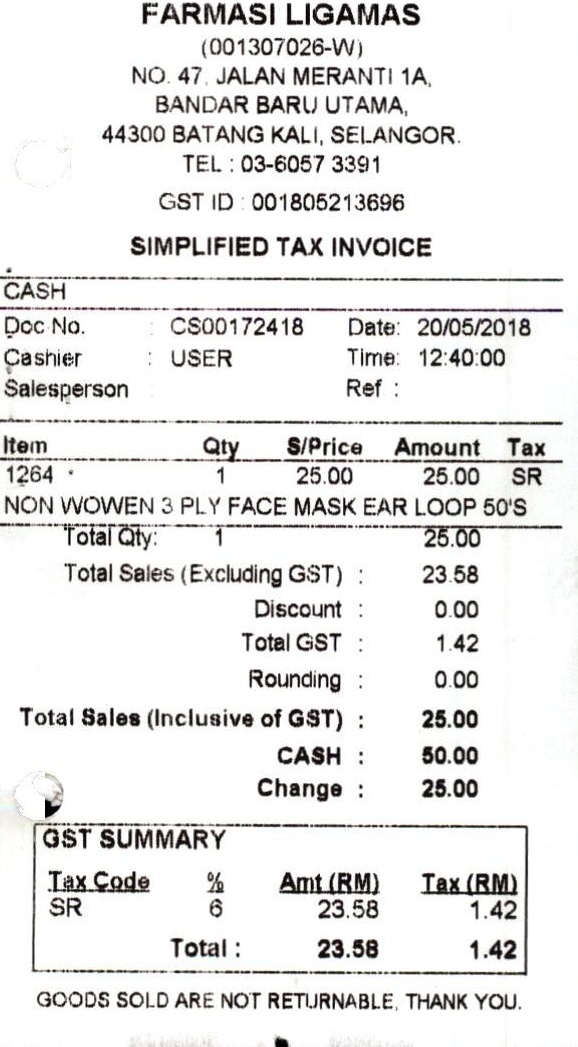 FARMASI LIGAMAS
(001307026-W)
NO. 47, JALAN MERANTI 1A,
BANDAR BARU UTAMA,
44300 BATANG KALI, SELANGOR.
TEL : 03-6057 3391
GST ID : 001805213696
SIMPLIFIED TAX INVOICE
CASH
Doc No. : CS00172418 Date: 20/05/2018
Cashier : USER Time: 12:40:00
Salesperson : Ref :
Item Qty S/Price Amount Tax
1264 1 25.00 25.00 SR
NON WOWEN 3 PLY FACE MASK EAR LOOP 50'S
Total Qty: 1 25.00
Total Sales (Excluding GST) : 23.58
Discount : 0.00
Total GST : 1.42
Rounding : 0.00
Total Sales (Inclusive of GST) : 25.00
CASH : 50.00
Change : 25.00
GST SUMMARY
Tax Code % Amt (RM) Tax (RM)
SR 6 23.58 1.42
Total : 23.58 1.42
GOODS SOLD ARE NOT RETURNABLE, THANK YOU.